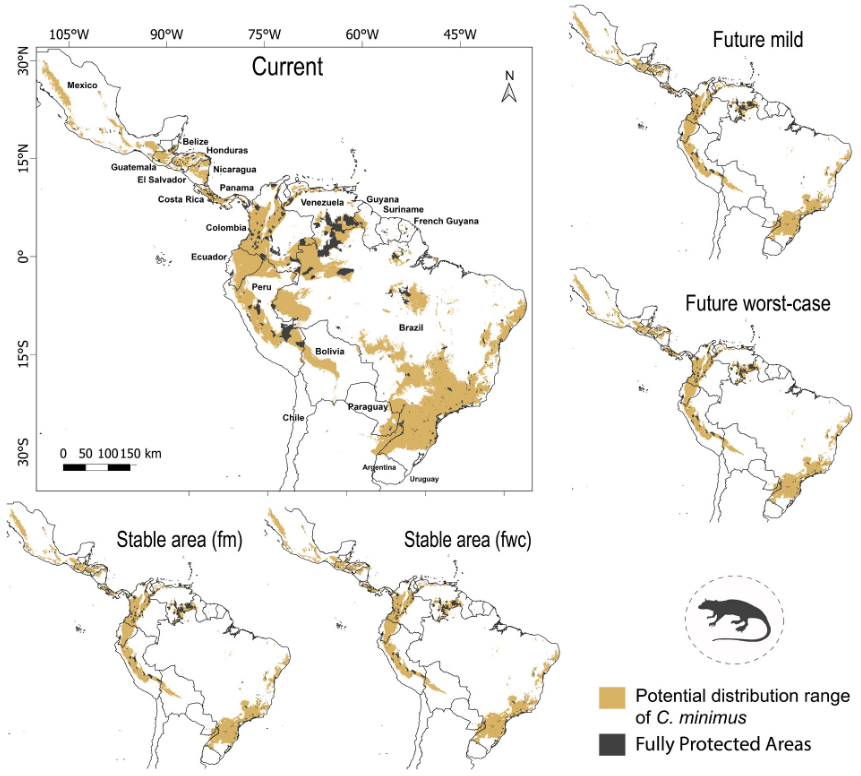 105°W 90°W 75°W 60°W 45°W
30°N
15°N
0°
15°S
30°S
Current
N
Mexico
Belize
Honduras
Guatemala
Nicaragua
El Salvador
Panama
Costa Rica
Venezuela
Guyana
Suriname
French Guyana
Colombia
Ecuador
Peru
Brazil
Bolivia
Paraguay
Chile
Argentina
Uruguay
0 50 100 150 km
Future mild
Future worst-case
Stable area (fm)
Stable area (fwc)
Potential distribution range
of C. minimus
Fully Protected Areas